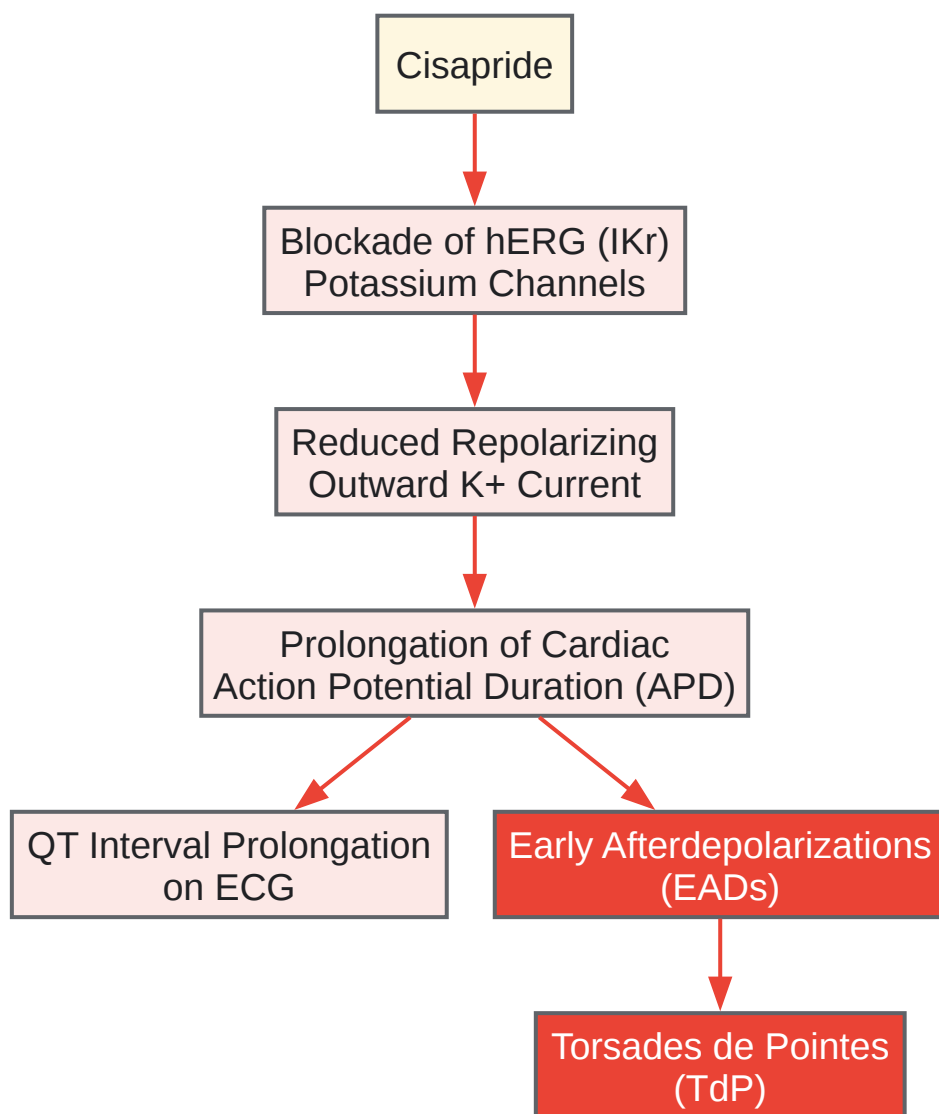 Cisapride
Blockade of hERG (IKr)
Potassium Channels
Reduced Repolarizing
Outward K+ Current
Prolongation of Cardiac
Action Potential Duration (APD)
QT Interval Prolongation
on ECG
Early Afterdepolarizations
(EADs)
Torsades de Pointes
(TdP)